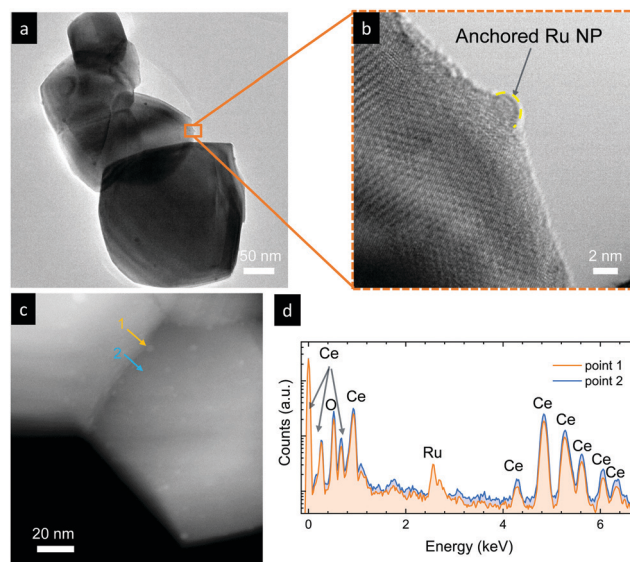 a
50 nm
b
Anchored Ru NP
2 nm
c
1
2
20 nm
d
point 1
point 2
Ce
O
Ce
Ru
Ce
Ce
Ce
Ce
Ce
Ce
Counts (a.u.)
0
2
4
6
Energy (keV)